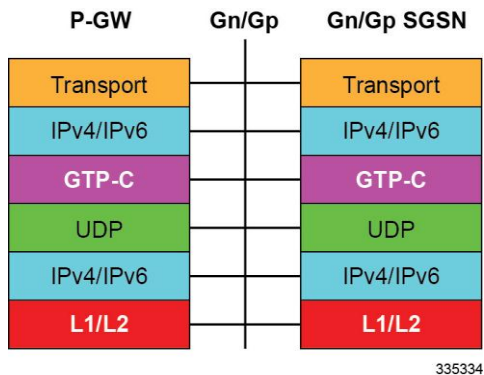 P-GW Gn/Gp Gn/Gp SGSN
Transport Transport
IPv4/IPv6 IPv4/IPv6
GTP-C GTP-C
UDP UDP
IPv4/IPv6 IPv4/IPv6
L1/L2 L1/L2
335334